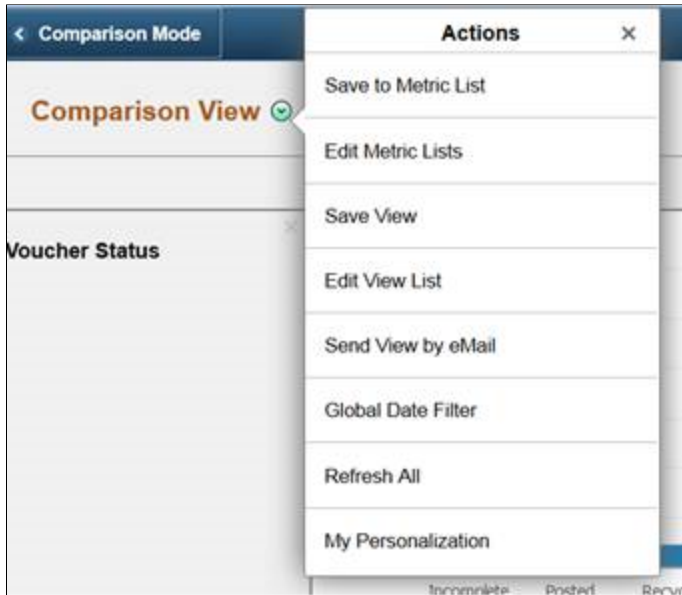 Comparison Mode
Actions
Comparison View
Save to Metric List
Edit Metric Lists
Save View
Voucher Status
Edit View List
Send View by eMail
Global Date Filter
Refresh All
My Personalization
Incomplete Posted